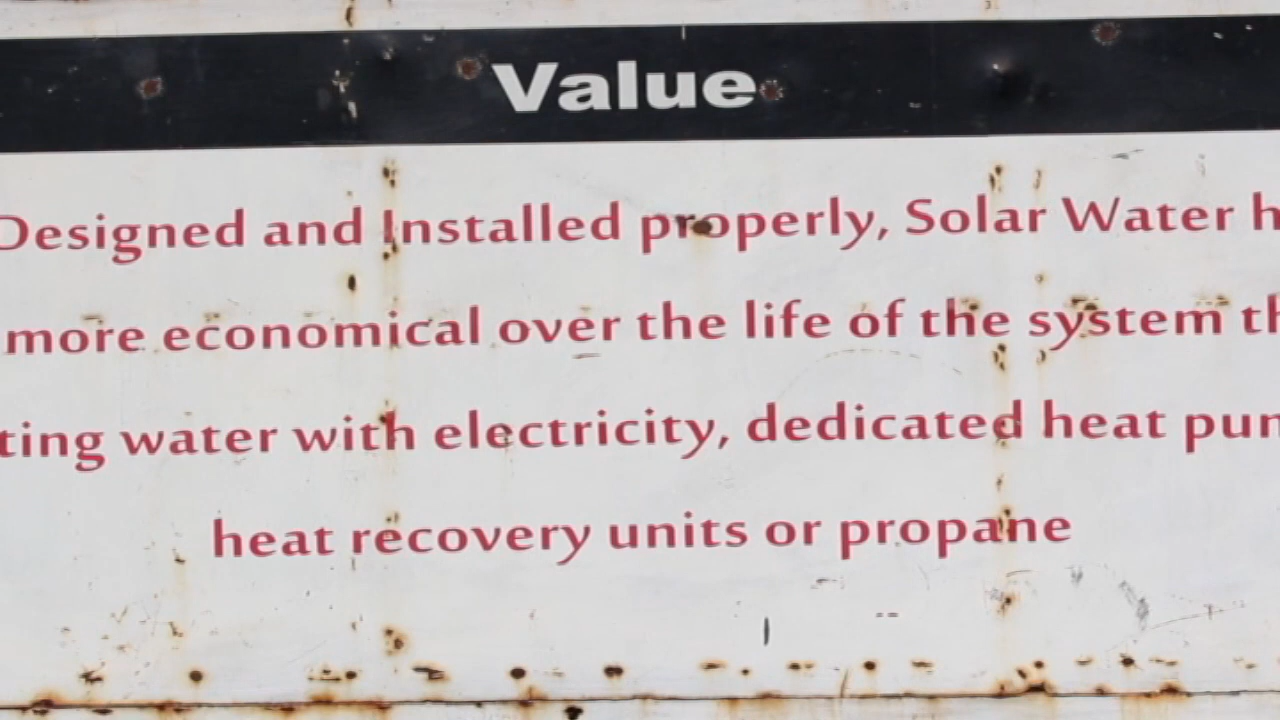 Value
Designed and Installed properly, Solar Water h
more economical over the life of the system th
ting water with electricity, dedicated heat pum
heat recovery units or propane